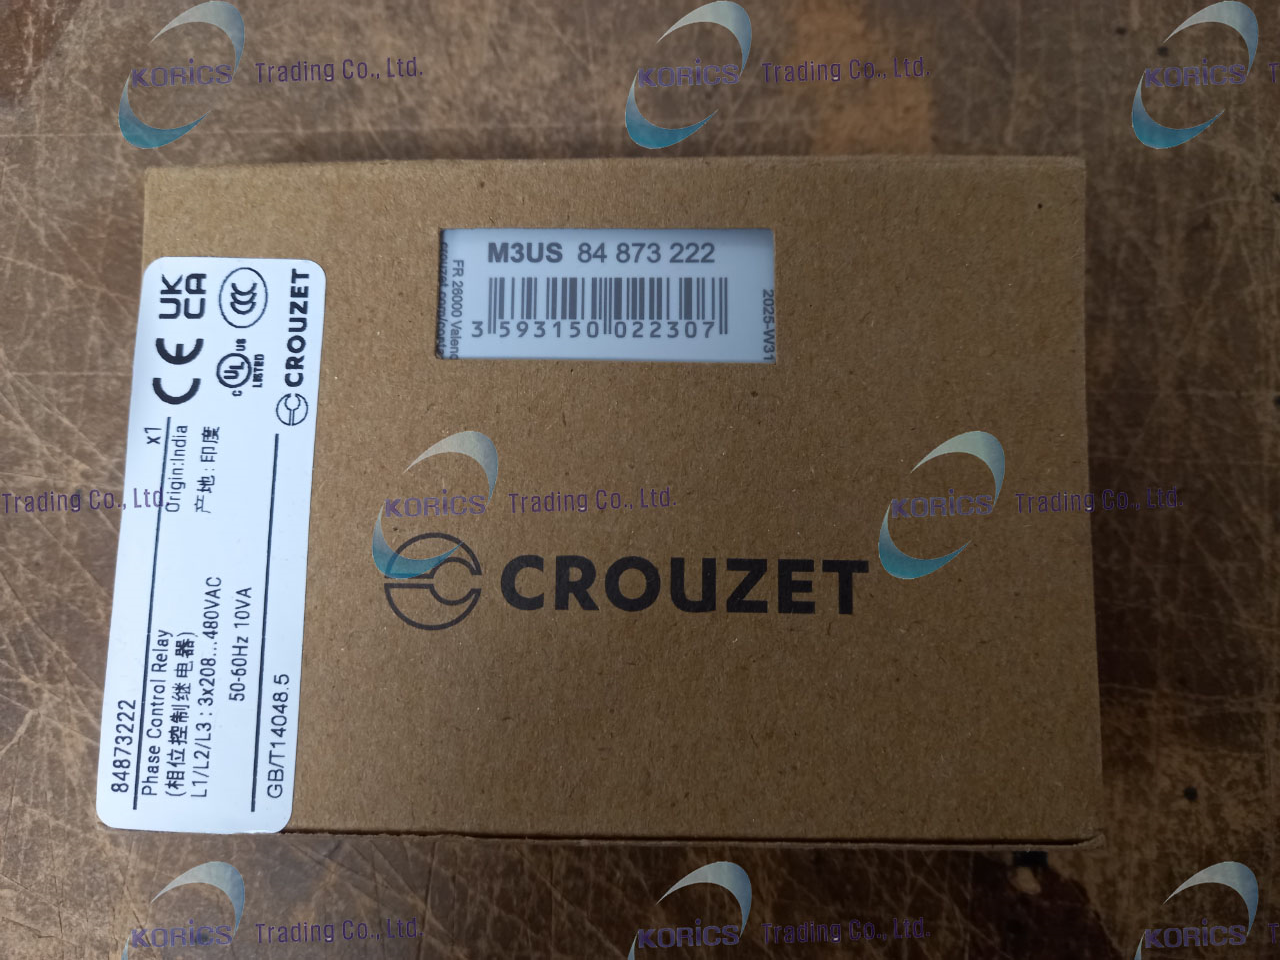 KORICS Trading Co., Ltd.
KORICS Trading Co., Ltd.
KORICS
M3US 84 873 222
3 593150 022307
FR 26000 Valenc
2025-W31
CROUZET
84873222
x1
Phase Control Relay
Origin:India
(相位控制继电器)
产地:印度
L1/L2/L3 : 3x208...480VAC
50-60Hz 10VA
GB/T14048.5
CE
UK
CA
CCC
C UL US
LISTED
CROUZET
Trading Co., Ltd.
KORICS Trading Co., Ltd.
KORICS Trading Co., Ltd.
KORICS Trading Co., Ltd.
KORICS Trading Co., Ltd.
KORICS